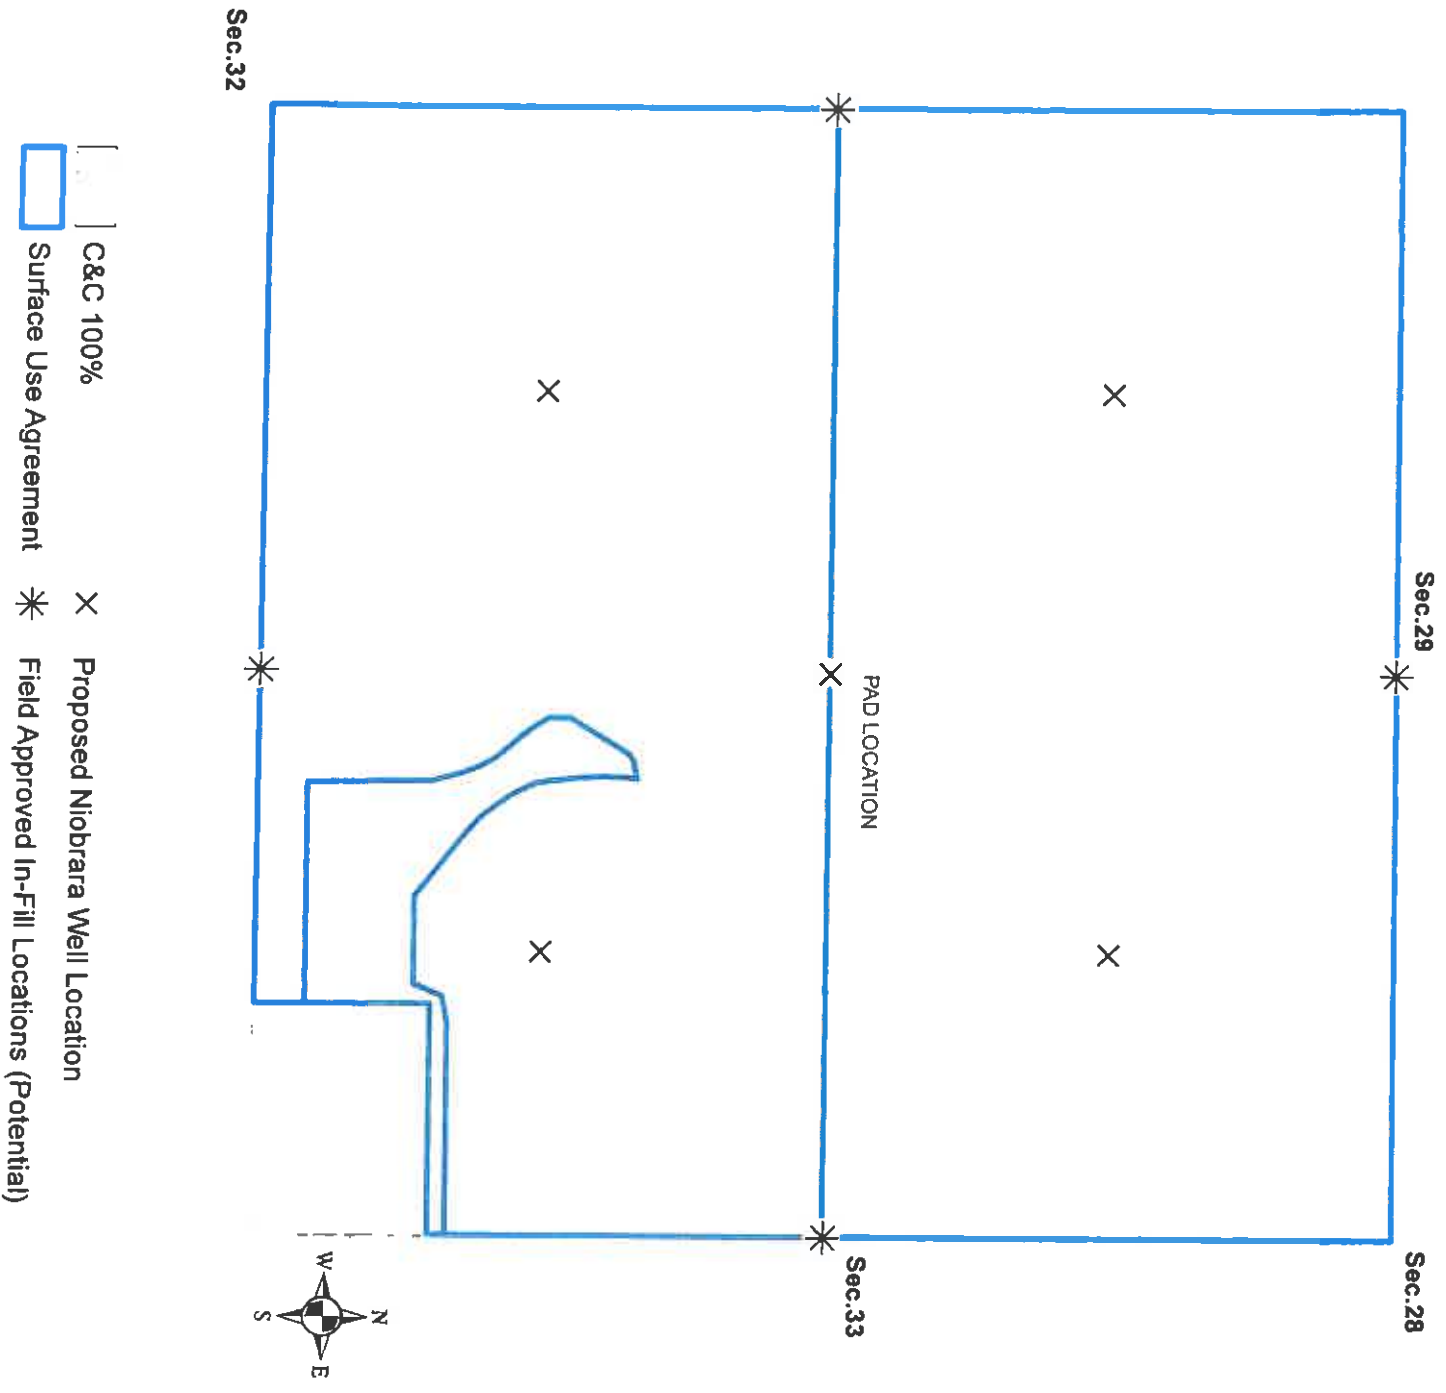 Sec.29
Sec.28
PAD LOCATION
Sec.33
Sec.32
C&C 100%
Surface Use Agreement
Proposed Niobrara Well Location
Field Approved In-Fill Locations (Potential)
N
W
E
S